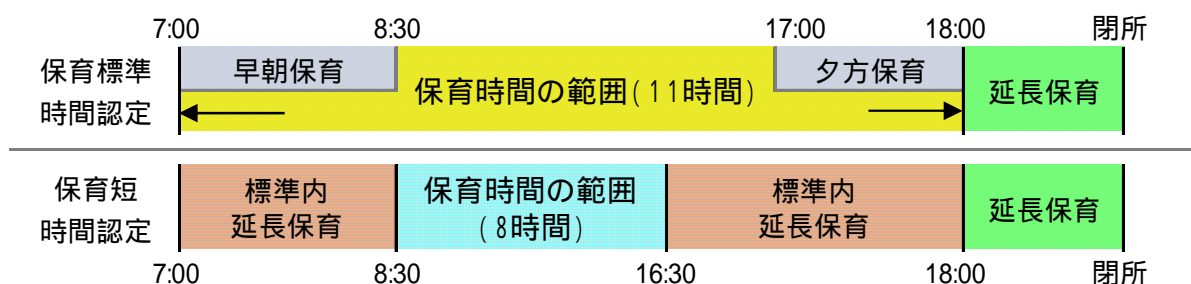 7:00 8:30 17:00 18:00 閉所
保育標準
時間認定
早朝保育
保育時間の範囲(11時間)
夕方保育
延長保育
保育短
時間認定
標準内
延長保育
保育時間の範囲
(8時間)
標準内
延長保育
延長保育
7:00 8:30 16:30 18:00 閉所